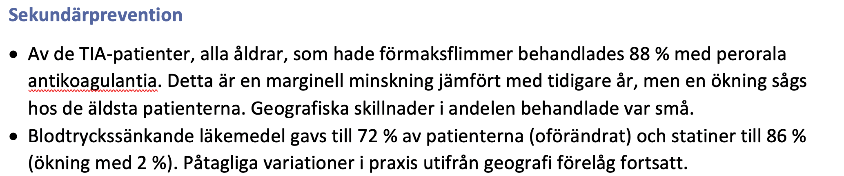 Sekundärprevention
• Av de TIA-patienter, alla åldrar, som hade förmaksflimmer behandlades 88 % med perorala
antikoagulantia. Detta är en marginell minskning jämfört med tidigare år, men en ökning sågs
hos de äldsta patienterna. Geografiska skillnader i andelen behandlade var små.
• Blodtryckssänkande läkemedel gavs till 72 % av patienterna (oförändrat) och statiner till 86 %
(ökning med 2 %). Påtagliga variationer i praxis utifrån geografi förelåg fortsatt.